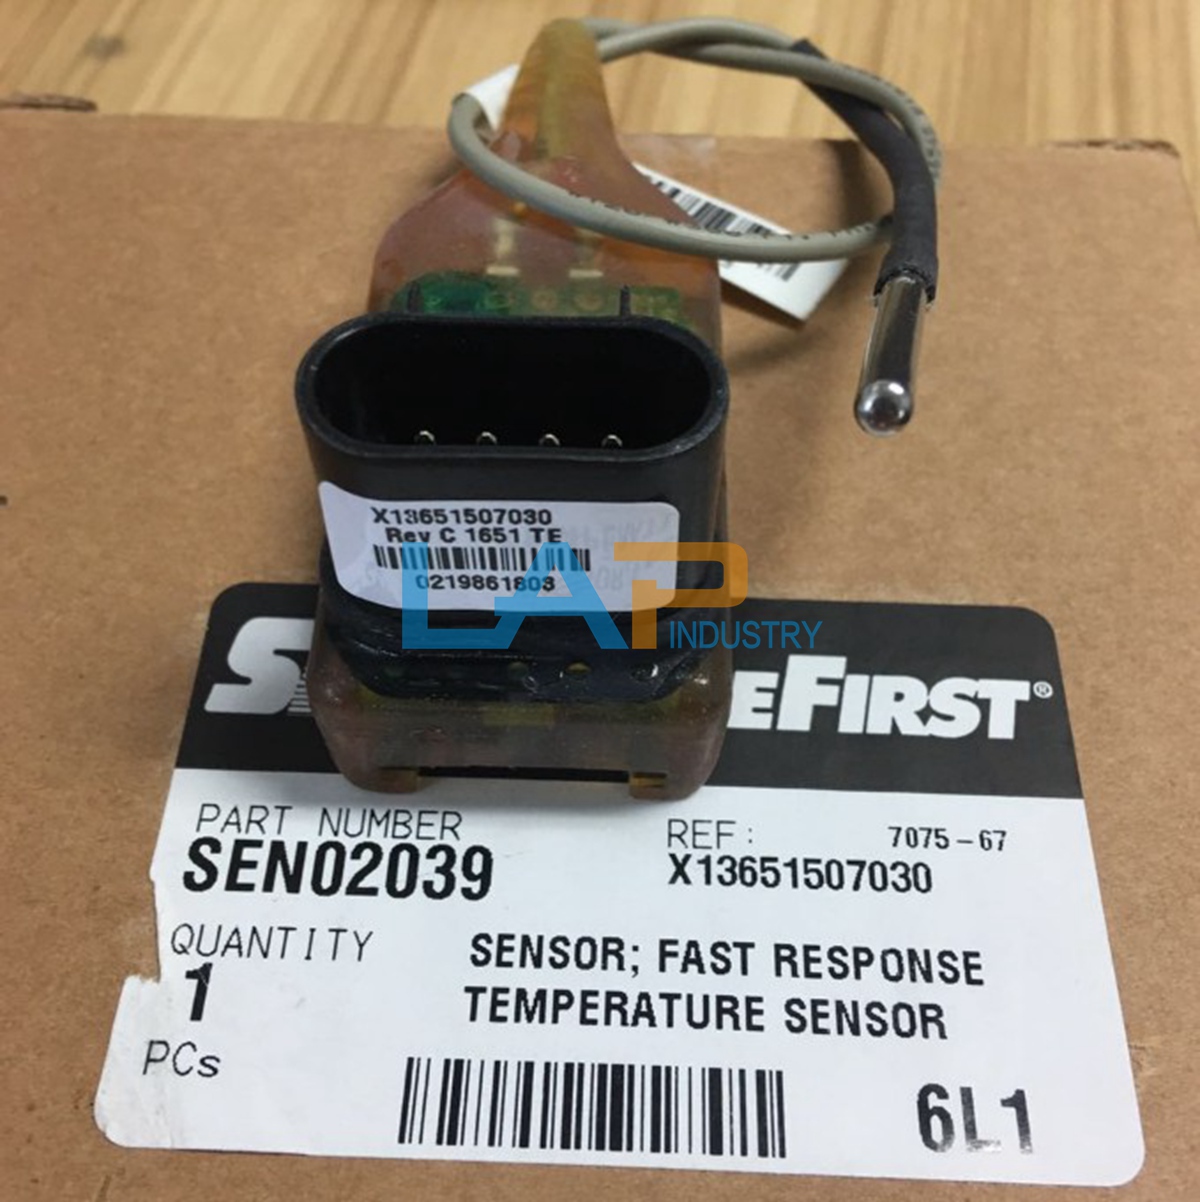 X13651507030
Rev C 1651 TE
0219861803
LAP INDUSTRY
EFIRST®
PART NUMBER
SEN02039
REF: 7075-67
X13651507030
QUANTITY
1
PCs
SENSOR; FAST RESPONSE
TEMPERATURE SENSOR
6L1